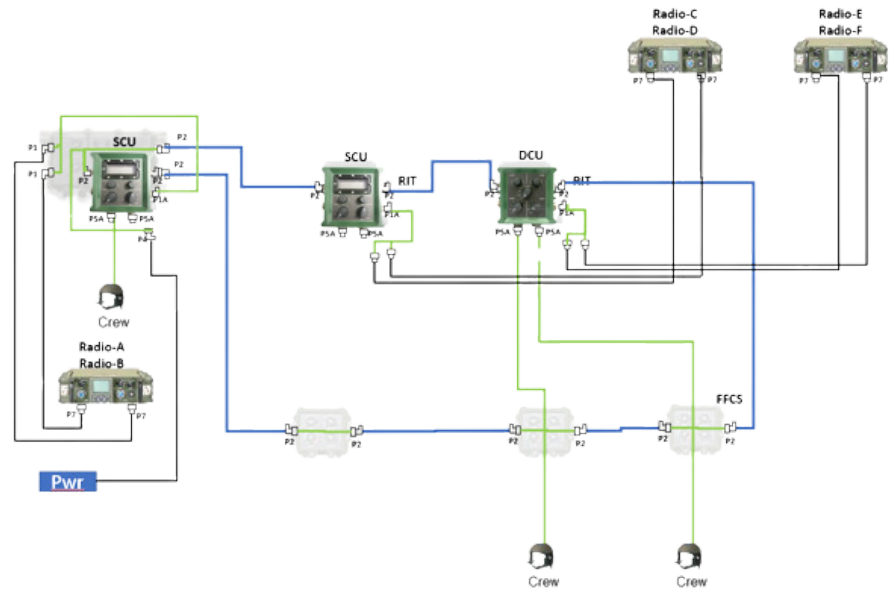 Radio-C
Radio-D
Radio-E
Radio-F
P7
P7
P7
P7
P1
SCU
P2
P1
P2
P2
P2
P1A
P5A
P5A
P4
SCU
RIT
P2
P2
P1A
P5A
P5A
DCU
RIT
P2
P2
P1A
P5A
P5A
Crew
Radio-A
Radio-B
P7
P7
Pwr
FFCS
P2
P2
P2
P2
P2
P2
Crew
Crew